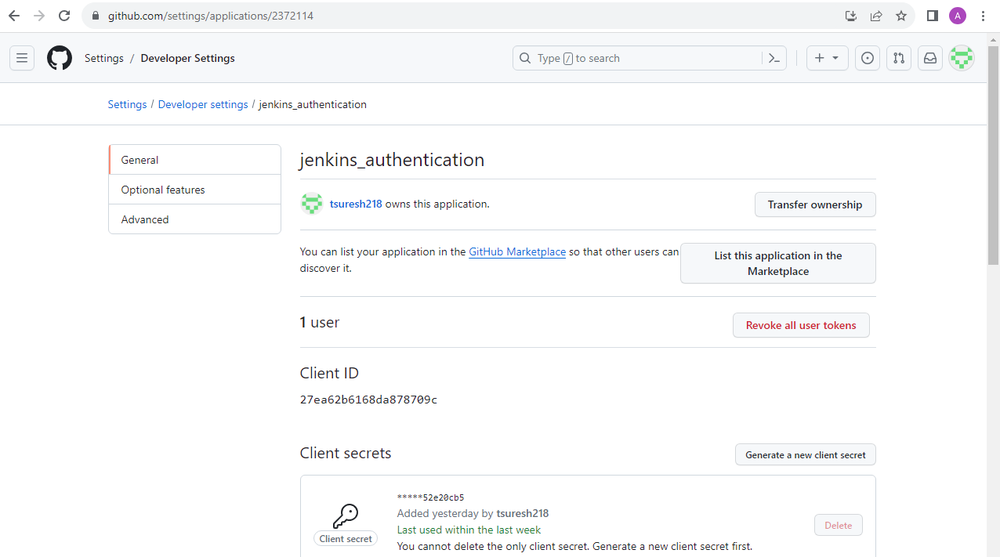 github.com/settings/applications/2372114
A
Settings / Developer Settings
Type / to search
Settings / Developer settings / jenkins_authentication
General
Optional features
Advanced
jenkins_authentication
tsuresh218 owns this application.
Transfer ownership
You can list your application in the GitHub Marketplace so that other users can
discover it.
List this application in the
Marketplace
1 user
Revoke all user tokens
Client ID
27ea62b6168da878709c
Client secrets
Generate a new client secret
*****52e20cb5
Added yesterday by tsuresh218
Last used within the last week
You cannot delete the only client secret. Generate a new client secret first.
Client secret
Delete